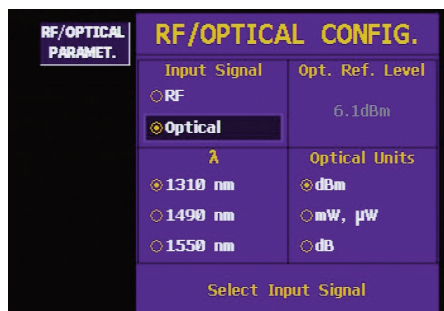 RF/OPTICAL
PARAMET.
RF/OPTICAL CONFIG.
Input Signal
RF
Optical
Opt. Ref. Level
6.1dBm
λ
1310 nm
1490 nm
1550 nm
Optical Units
dBm
mW, µW
dB
Select Input Signal